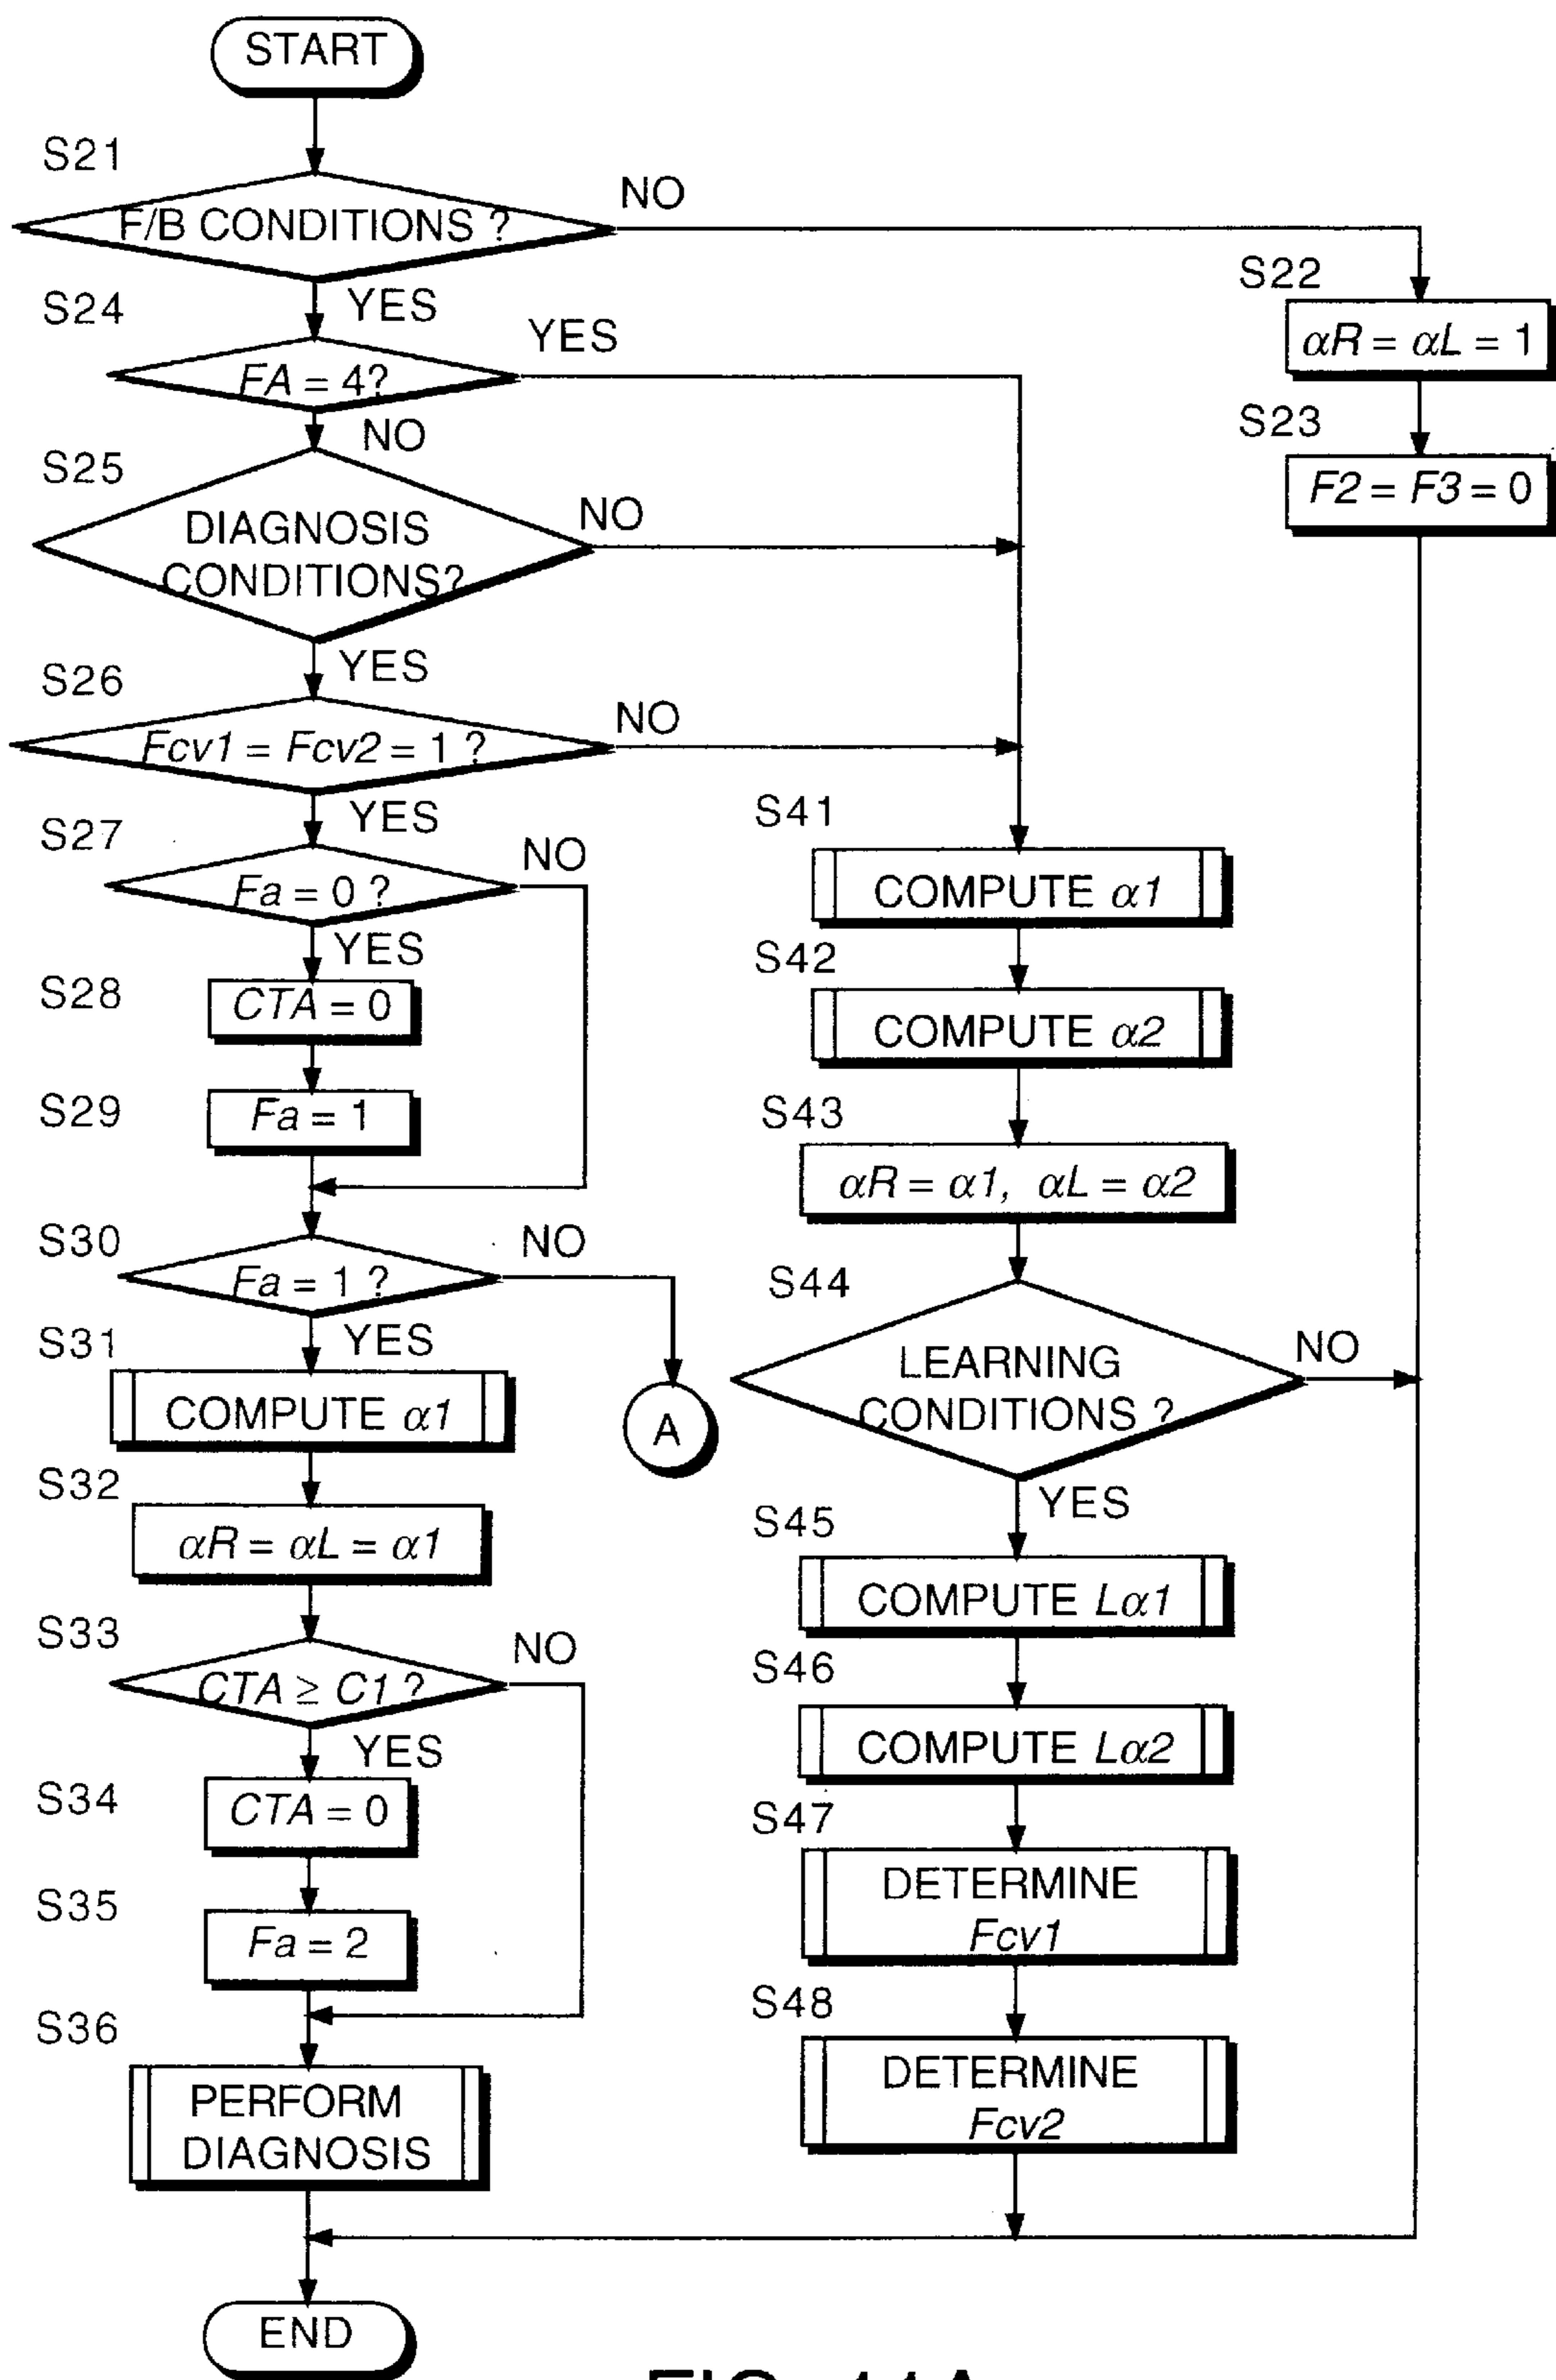 START
S21
F/B CONDITIONS ?
NO
YES
S22
αR = αL = 1
S23
F2 = F3 = 0
S24
FA = 4?
YES
NO
S25
DIAGNOSIS
CONDITIONS?
NO
YES
S26
Fcv1 = Fcv2 = 1 ?
NO
YES
S27
Fa = 0 ?
NO
YES
S28
CTA = 0
S29
Fa = 1
S30
Fa = 1 ?
NO
A
YES
S31
COMPUTE α1
S32
αR = αL = α1
S33
CTA ≥ C1 ?
NO
YES
S34
CTA = 0
S35
Fa = 2
S36
PERFORM
DIAGNOSIS
END
S41
COMPUTE α1
S42
COMPUTE α2
S43
αR = α1, αL = α2
S44
LEARNING
CONDITIONS ?
NO
YES
S45
COMPUTE Lα1
S46
COMPUTE Lα2
S47
DETERMINE
Fcv1
S48
DETERMINE
Fcv2
FIG. 11A